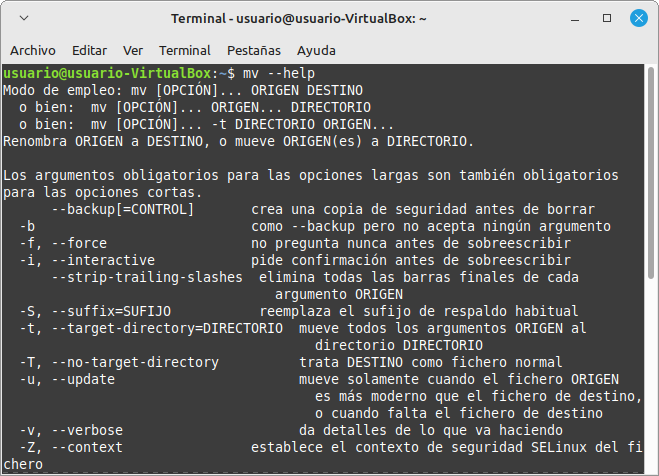 Terminal - usuario@usuario-VirtualBox: ~
Archivo Editar Ver Terminal Pestañas Ayuda
usuario@usuario-VirtualBox:~$ mv --help
Modo de empleo: mv [OPCIÓN]... ORIGEN DESTINO
  o bien:  mv [OPCIÓN]... ORIGEN... DIRECTORIO
  o bien:  mv [OPCIÓN]... -t DIRECTORIO ORIGEN...
Renombra ORIGEN a DESTINO, o mueve ORIGEN(es) a DIRECTORIO.

Los argumentos obligatorios para las opciones largas son también obligatorios
para las opciones cortas.
      --backup[=CONTROL]       crea una copia de seguridad antes de borrar
  -b                           como --backup pero no acepta ningún argumento
  -f, --force                  no pregunta nunca antes de sobreescribir
  -i, --interactive            pide confirmación antes de sobreescribir
      --strip-trailing-slashes  elimina todas las barras finales de cada
                                  argumento ORIGEN
  -S, --suffix=SUFIJO           reemplaza el sufijo de respaldo habitual
  -t, --target-directory=DIRECTORIO  mueve todos los argumentos ORIGEN al
                                       directorio DIRECTORIO
  -T, --no-target-directory          trata DESTINO como fichero normal
  -u, --update                       mueve solamente cuando el fichero ORIGEN
                                       es más moderno que el fichero de destino,
                                       o cuando falta el fichero de destino
  -v, --verbose                      da detalles de lo que va haciendo
  -Z, --context                establece el contexto de seguridad SELinux del fi
chero